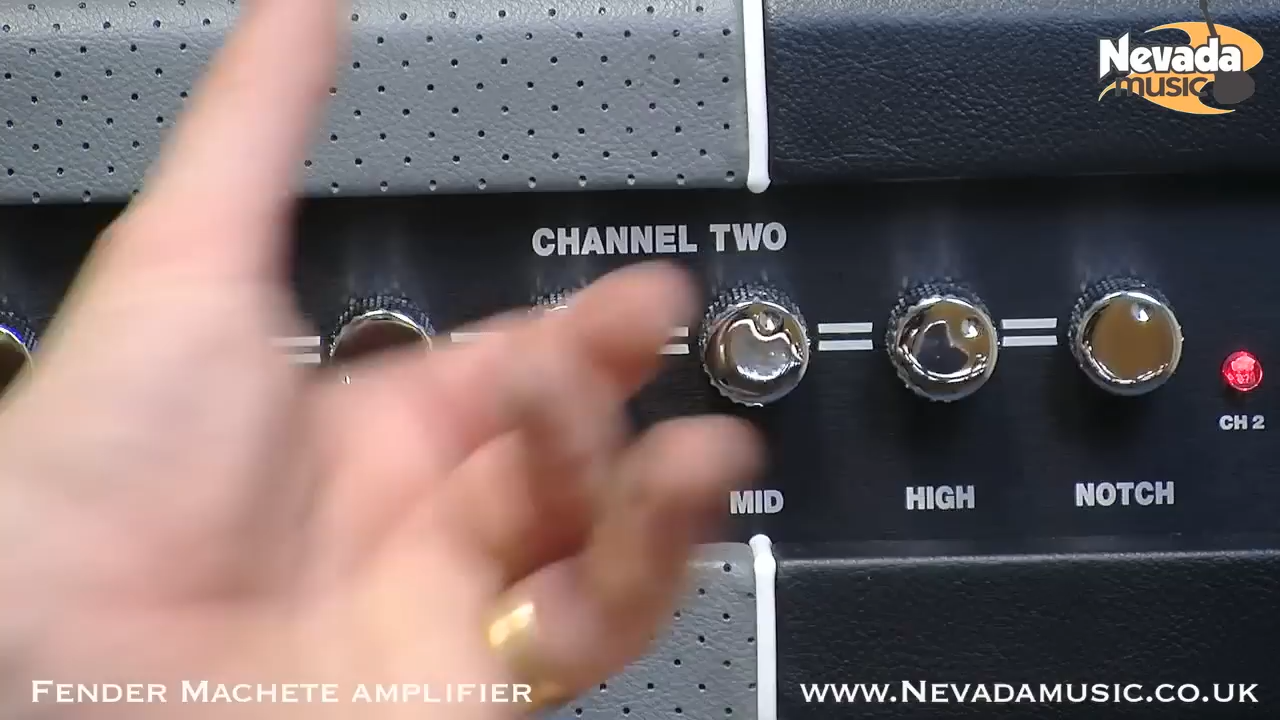 Nevada
music
CHANNEL TWO
CH 2
MID
HIGH
NOTCH
FENDER MACHETE AMPLIFIER
WWW.NEVADAMUSIC.CO.UK